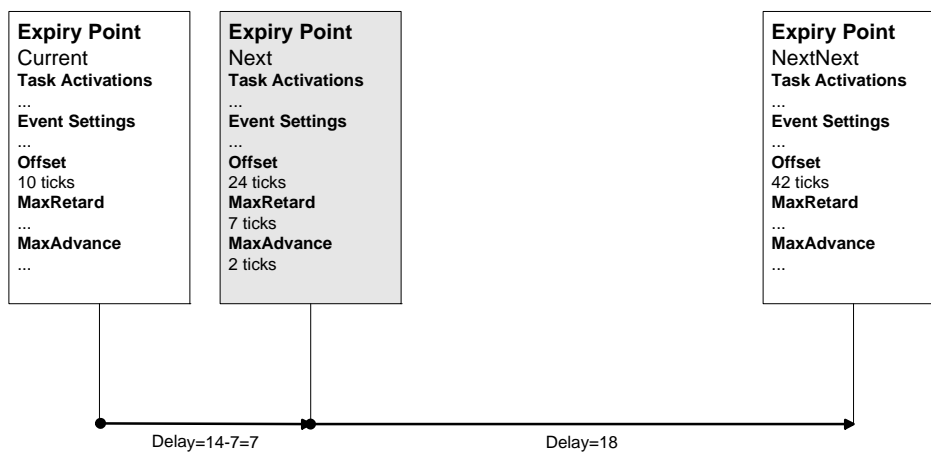 Expiry Point
Current
Task Activations
...
Event Settings
...
Offset
10 ticks
MaxRetard
...
MaxAdvance
...
Expiry Point
Next
Task Activations
...
Event Settings
...
Offset
24 ticks
MaxRetard
7 ticks
MaxAdvance
2 ticks
Expiry Point
NextNext
Task Activations
...
Event Settings
...
Offset
42 ticks
MaxRetard
...
MaxAdvance
...
Delay=14-7=7
Delay=18